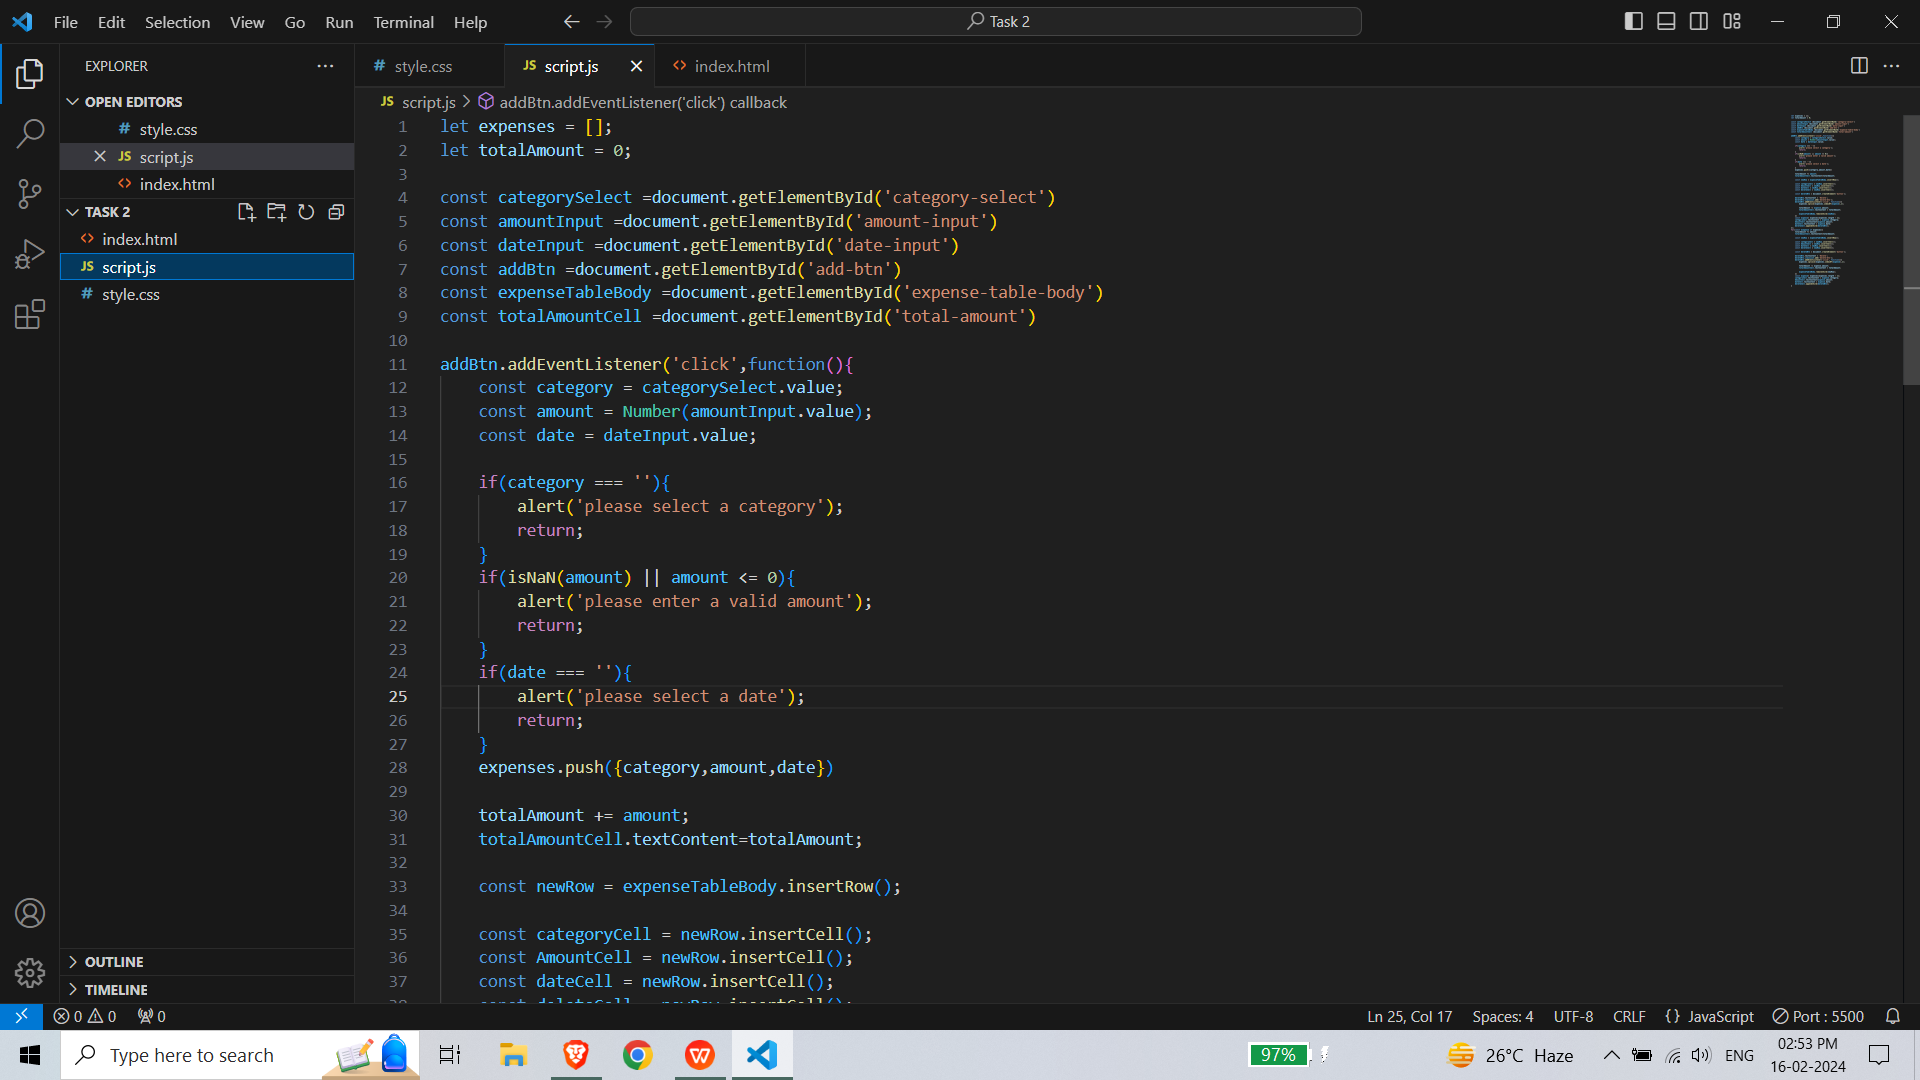 File Edit Selection View Go Run Terminal Help
Task 2
EXPLORER
OPEN EDITORS
# style.css
JS script.js
<> index.html
TASK 2
<> index.html
JS script.js
# style.css
OUTLINE
TIMELINE
# style.css
JS script.js
<> index.html
JS script.js > addBtn.addEventListener('click') callback
1 let expenses = [];
2 let totalAmount = 0;
3
4 const categorySelect =document.getElementById('category-select')
5 const amountInput =document.getElementById('amount-input')
6 const dateInput =document.getElementById('date-input')
7 const addBtn =document.getElementById('add-btn')
8 const expenseTableBody =document.getElementById('expense-table-body')
9 const totalAmountCell =document.getElementById('total-amount')
10
11 addBtn.addEventListener('click',function(){
12 const category = categorySelect.value;
13 const amount = Number(amountInput.value);
14 const date = dateInput.value;
15
16 if(category === ''){
17 alert('please select a category');
18 return;
19 }
20 if(isNaN(amount) || amount <= 0){
21 alert('please enter a valid amount');
22 return;
23 }
24 if(date === ''){
25 alert('please select a date');
26 return;
27 }
28 expenses.push({category,amount,date})
29
30 totalAmount += amount;
31 totalAmountCell.textContent=totalAmount;
32
33 const newRow = expenseTableBody.insertRow();
34
35 const categoryCell = newRow.insertCell();
36 const AmountCell = newRow.insertCell();
37 const dateCell = newRow.insertCell();
0 0 0
Ln 25, Col 17 Spaces: 4 UTF-8 CRLF {} JavaScript Port : 5500
Type here to search
97%
26°C Haze
ENG
02:53 PM
16-02-2024